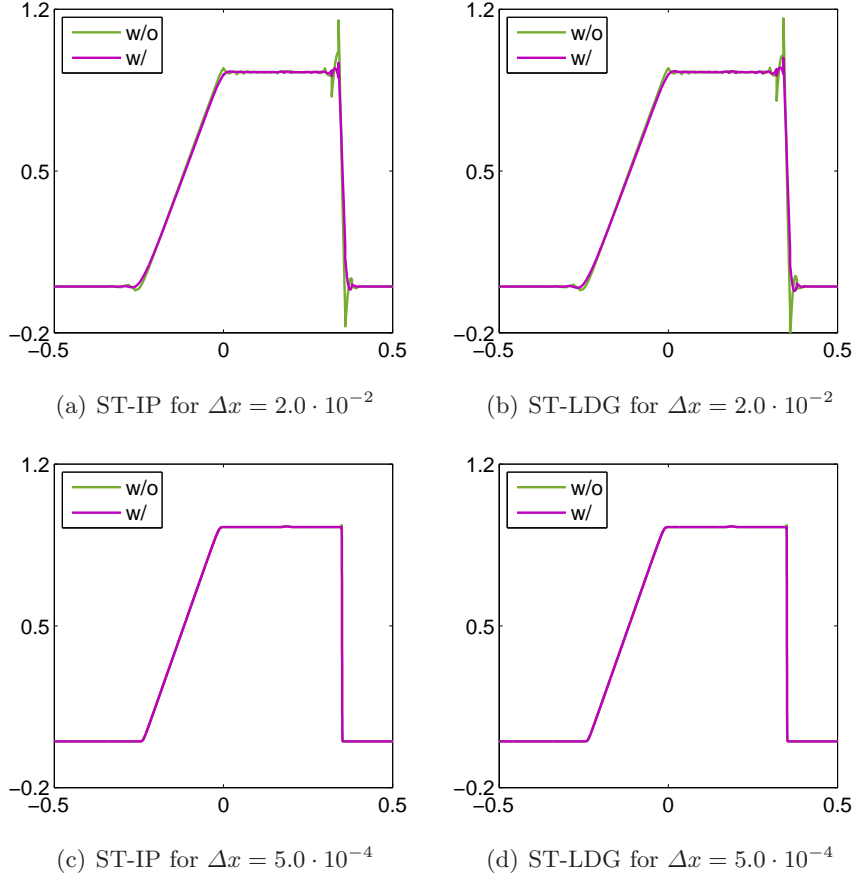 1.2
w/o
w/
0.5
−0.2
−0.5
0
0.5
(a) ST-IP for Δx = 2.0 · 10⁻²
1.2
w/o
w/
0.5
−0.2
−0.5
0
0.5
(b) ST-LDG for Δx = 2.0 · 10⁻²
1.2
w/o
w/
0.5
−0.2
−0.5
0
0.5
(c) ST-IP for Δx = 5.0 · 10⁻⁴
1.2
w/o
w/
0.5
−0.2
−0.5
0
0.5
(d) ST-LDG for Δx = 5.0 · 10⁻⁴